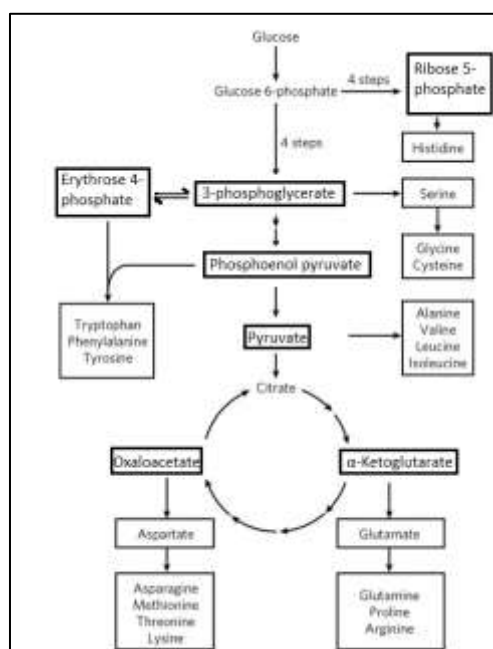 Glucose
Glucose 6-phosphate
4 steps
Ribose 5-
phosphate
4 steps
Histidine
Erythrose 4-
phosphate
3-phosphoglycerate
Serine
Phosphoenol pyruvate
Glycine
Cysteine
Tryptophan
Phenylalanine
Tyrosine
Pyruvate
Alanine
Valine
Leucine
Isoleucine
Citrate
Oxaloacetate
α-Ketoglutarate
Aspartate
Glutamate
Asparagine
Methionine
Threonine
Lysine
Glutamine
Proline
Arginine